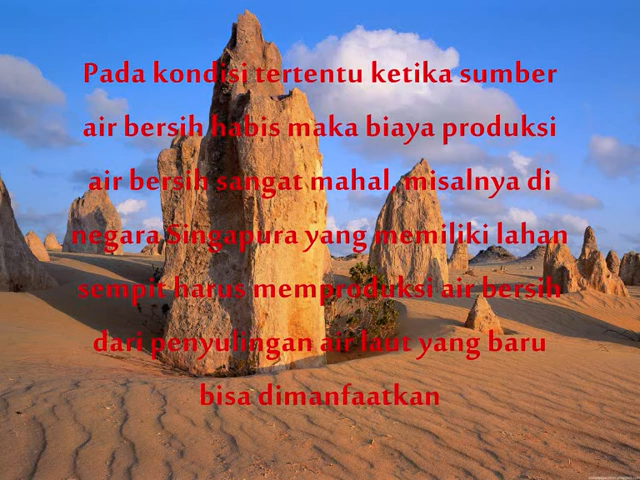 Pada kondisi tertentu ketika sumber
air bersih habis maka biaya produksi
air bersih sangat mahal, misalnya di
negara Singapura yang memiliki lahan
sempit harus memproduksi air bersih
dari penyulingan air laut yang baru
bisa dimanfaatkan